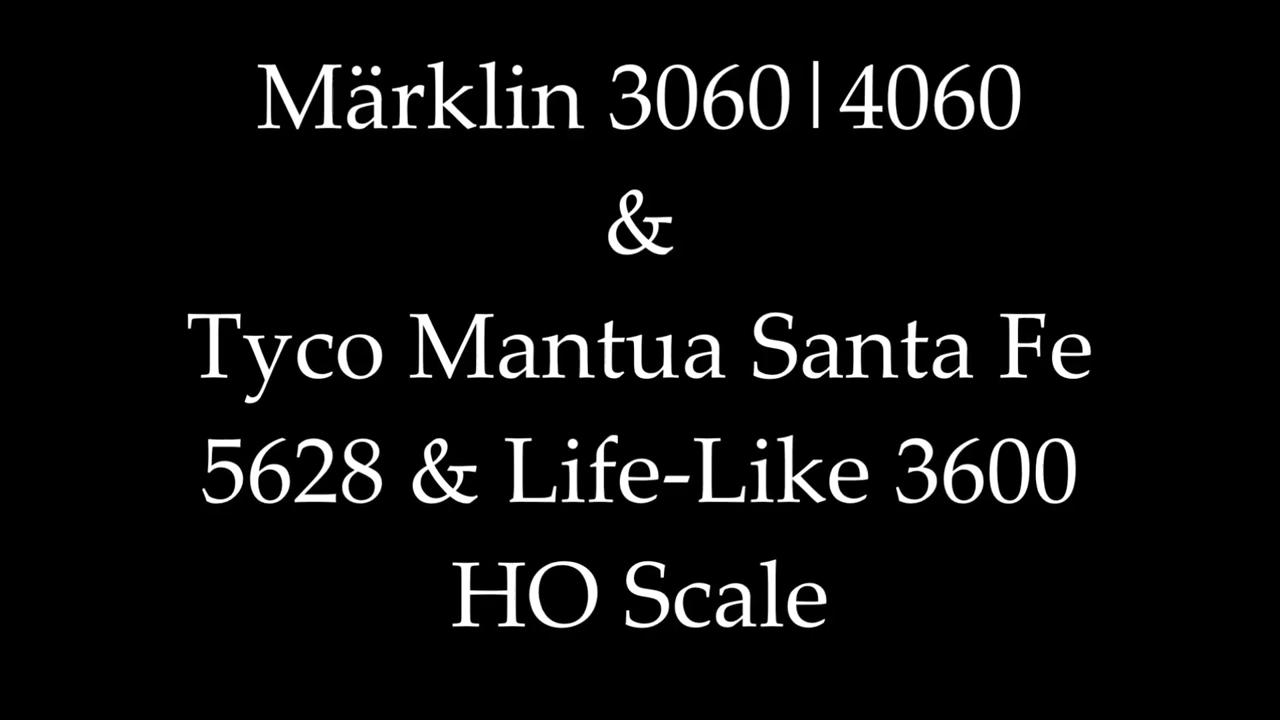 Märklin 3060|4060
&
Tyco Mantua Santa Fe
5628 & Life-Like 3600
HO Scale